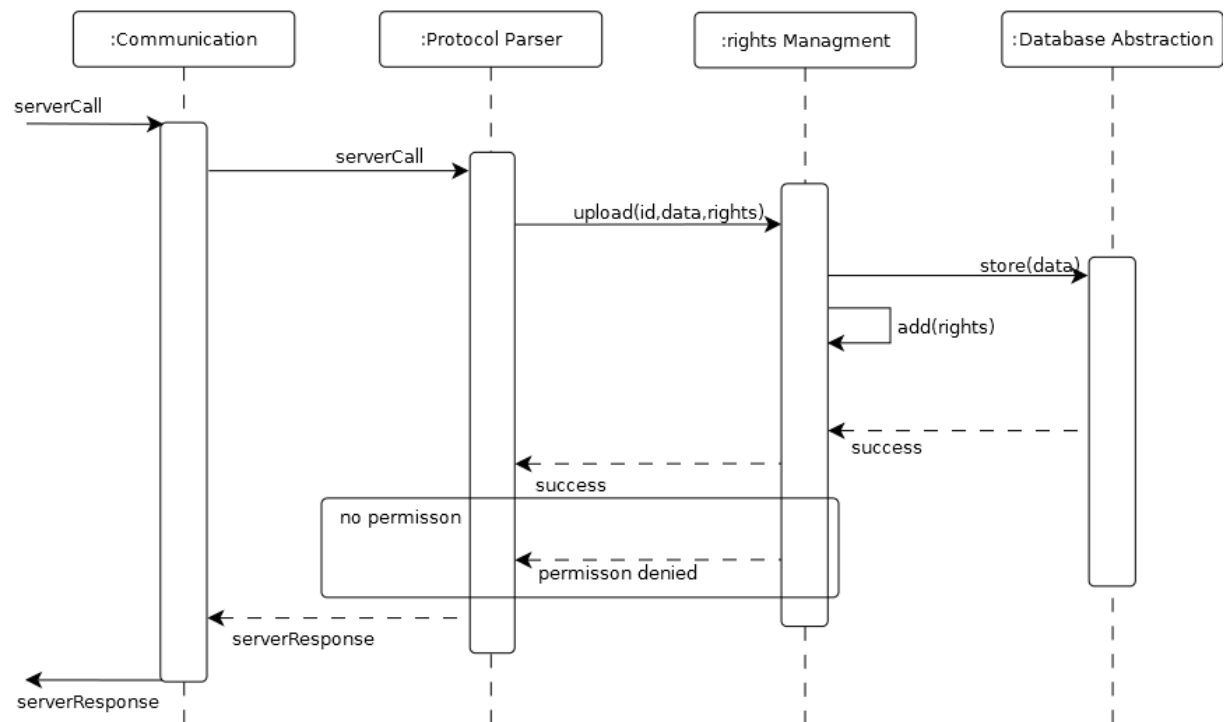 :Communication
:Protocol Parser
:rights Managment
:Database Abstraction
serverCall
serverCall
upload(id,data,rights)
store(data)
add(rights)
success
success
no permisson
permisson denied
serverResponse
serverResponse